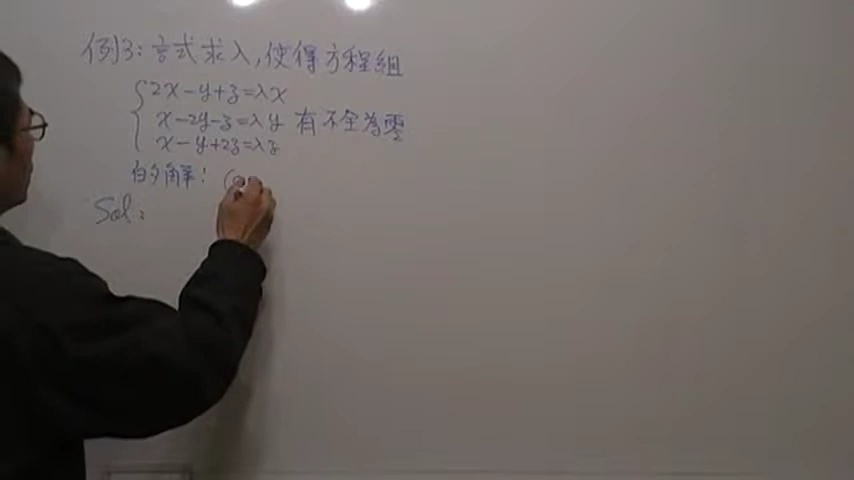 例3:試求λ,使得方程組
2x-y+z=λx
x-2y-z=λy 有不全為零
x-y+2z=λz
的解!
Sol: